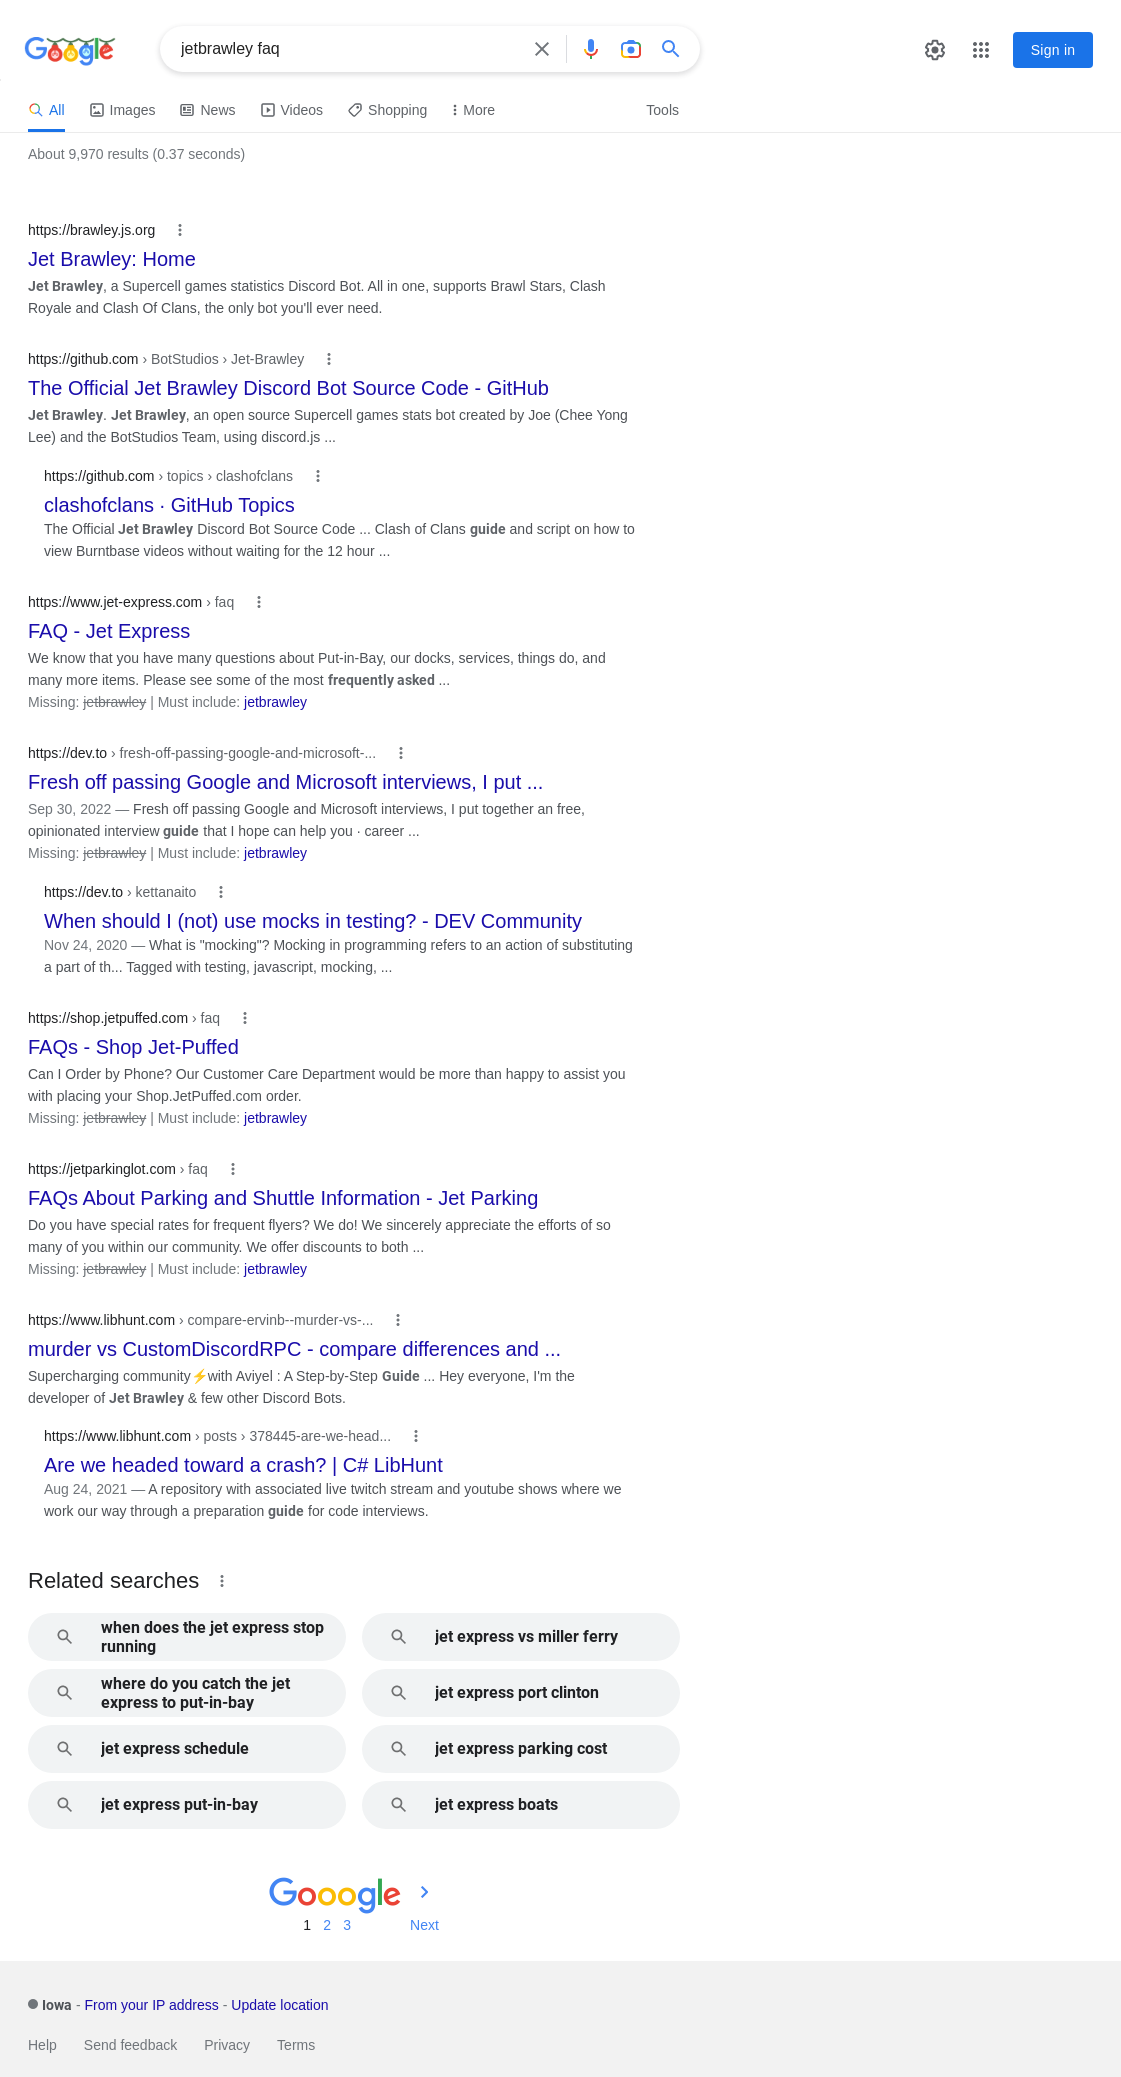 Google
jetbrawley faq
Sign in
All Images News Videos Shopping More Tools
About 9,970 results (0.37 seconds)
https://brawley.js.org
Jet Brawley: Home
Jet Brawley, a Supercell games statistics Discord Bot. All in one, supports Brawl Stars, Clash
Royale and Clash Of Clans, the only bot you'll ever need.
https://github.com › BotStudios › Jet-Brawley
The Official Jet Brawley Discord Bot Source Code - GitHub
Jet Brawley. Jet Brawley, an open source Supercell games stats bot created by Joe (Chee Yong
Lee) and the BotStudios Team, using discord.js ...
https://github.com › topics › clashofclans
clashofclans · GitHub Topics
The Official Jet Brawley Discord Bot Source Code ... Clash of Clans guide and script on how to
view Burntbase videos without waiting for the 12 hour ...
https://www.jet-express.com › faq
FAQ - Jet Express
We know that you have many questions about Put-in-Bay, our docks, services, things do, and
many more items. Please see some of the most frequently asked ...
Missing: jetbrawley | Must include: jetbrawley
https://dev.to › fresh-off-passing-google-and-microsoft-...
Fresh off passing Google and Microsoft interviews, I put ...
Sep 30, 2022 — Fresh off passing Google and Microsoft interviews, I put together an free,
opinionated interview guide that I hope can help you · career ...
Missing: jetbrawley | Must include: jetbrawley
https://dev.to › kettanaito
When should I (not) use mocks in testing? - DEV Community
Nov 24, 2020 — What is "mocking"? Mocking in programming refers to an action of substituting
a part of th... Tagged with testing, javascript, mocking, ...
https://shop.jetpuffed.com › faq
FAQs - Shop Jet-Puffed
Can I Order by Phone? Our Customer Care Department would be more than happy to assist you
with placing your Shop.JetPuffed.com order.
Missing: jetbrawley | Must include: jetbrawley
https://jetparkinglot.com › faq
FAQs About Parking and Shuttle Information - Jet Parking
Do you have special rates for frequent flyers? We do! We sincerely appreciate the efforts of so
many of you within our community. We offer discounts to both ...
Missing: jetbrawley | Must include: jetbrawley
https://www.libhunt.com › compare-ervinb--murder-vs-...
murder vs CustomDiscordRPC - compare differences and ...
Supercharging community⚡with Aviyel : A Step-by-Step Guide ... Hey everyone, I'm the
developer of Jet Brawley & few other Discord Bots.
https://www.libhunt.com › posts › 378445-are-we-head...
Are we headed toward a crash? | C# LibHunt
Aug 24, 2021 — A repository with associated live twitch stream and youtube shows where we
work our way through a preparation guide for code interviews.
Related searches
when does the jet express stop
running
jet express vs miller ferry
where do you catch the jet
express to put-in-bay
jet express port clinton
jet express schedule
jet express parking cost
jet express put-in-bay
jet express boats
Gooogle
1 2 3 Next
Iowa - From your IP address - Update location
Help Send feedback Privacy Terms